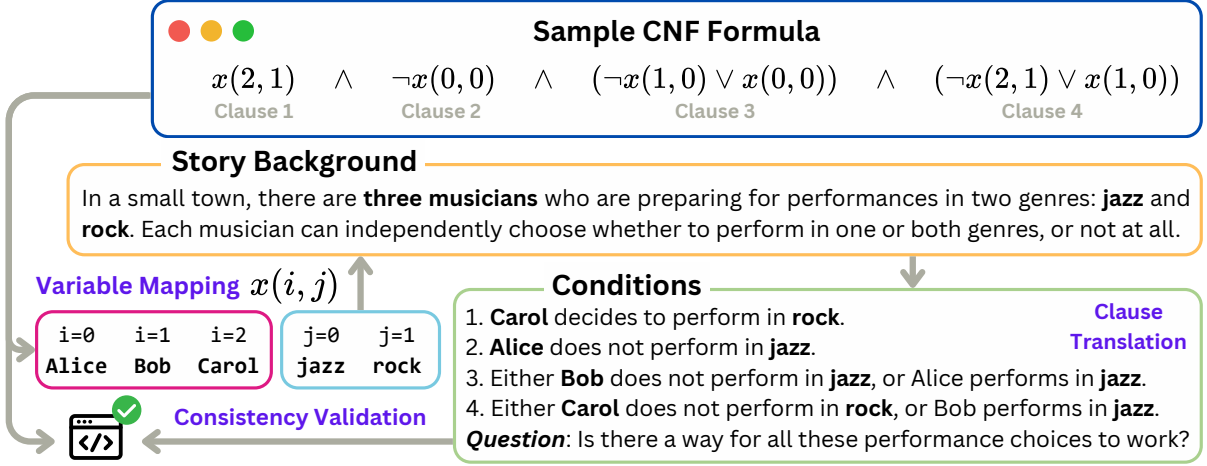 Sample CNF Formula
x(2, 1) ∧ ¬x(0, 0) ∧ (¬x(1, 0) ∨ x(0, 0)) ∧ (¬x(2, 1) ∨ x(1, 0))
Clause 1 Clause 2 Clause 3 Clause 4
Story Background
In a small town, there are three musicians who are preparing for performances in two genres: jazz and
rock. Each musician can independently choose whether to perform in one or both genres, or not at all.
Variable Mapping x(i, j)
i=0 i=1 i=2
Alice Bob Carol
j=0 j=1
jazz rock
Conditions
Clause
Translation
1. Carol decides to perform in rock.
2. Alice does not perform in jazz.
3. Either Bob does not perform in jazz, or Alice performs in jazz.
4. Either Carol does not perform in rock, or Bob performs in jazz.
Question: Is there a way for all these performance choices to work?
Consistency Validation
</>